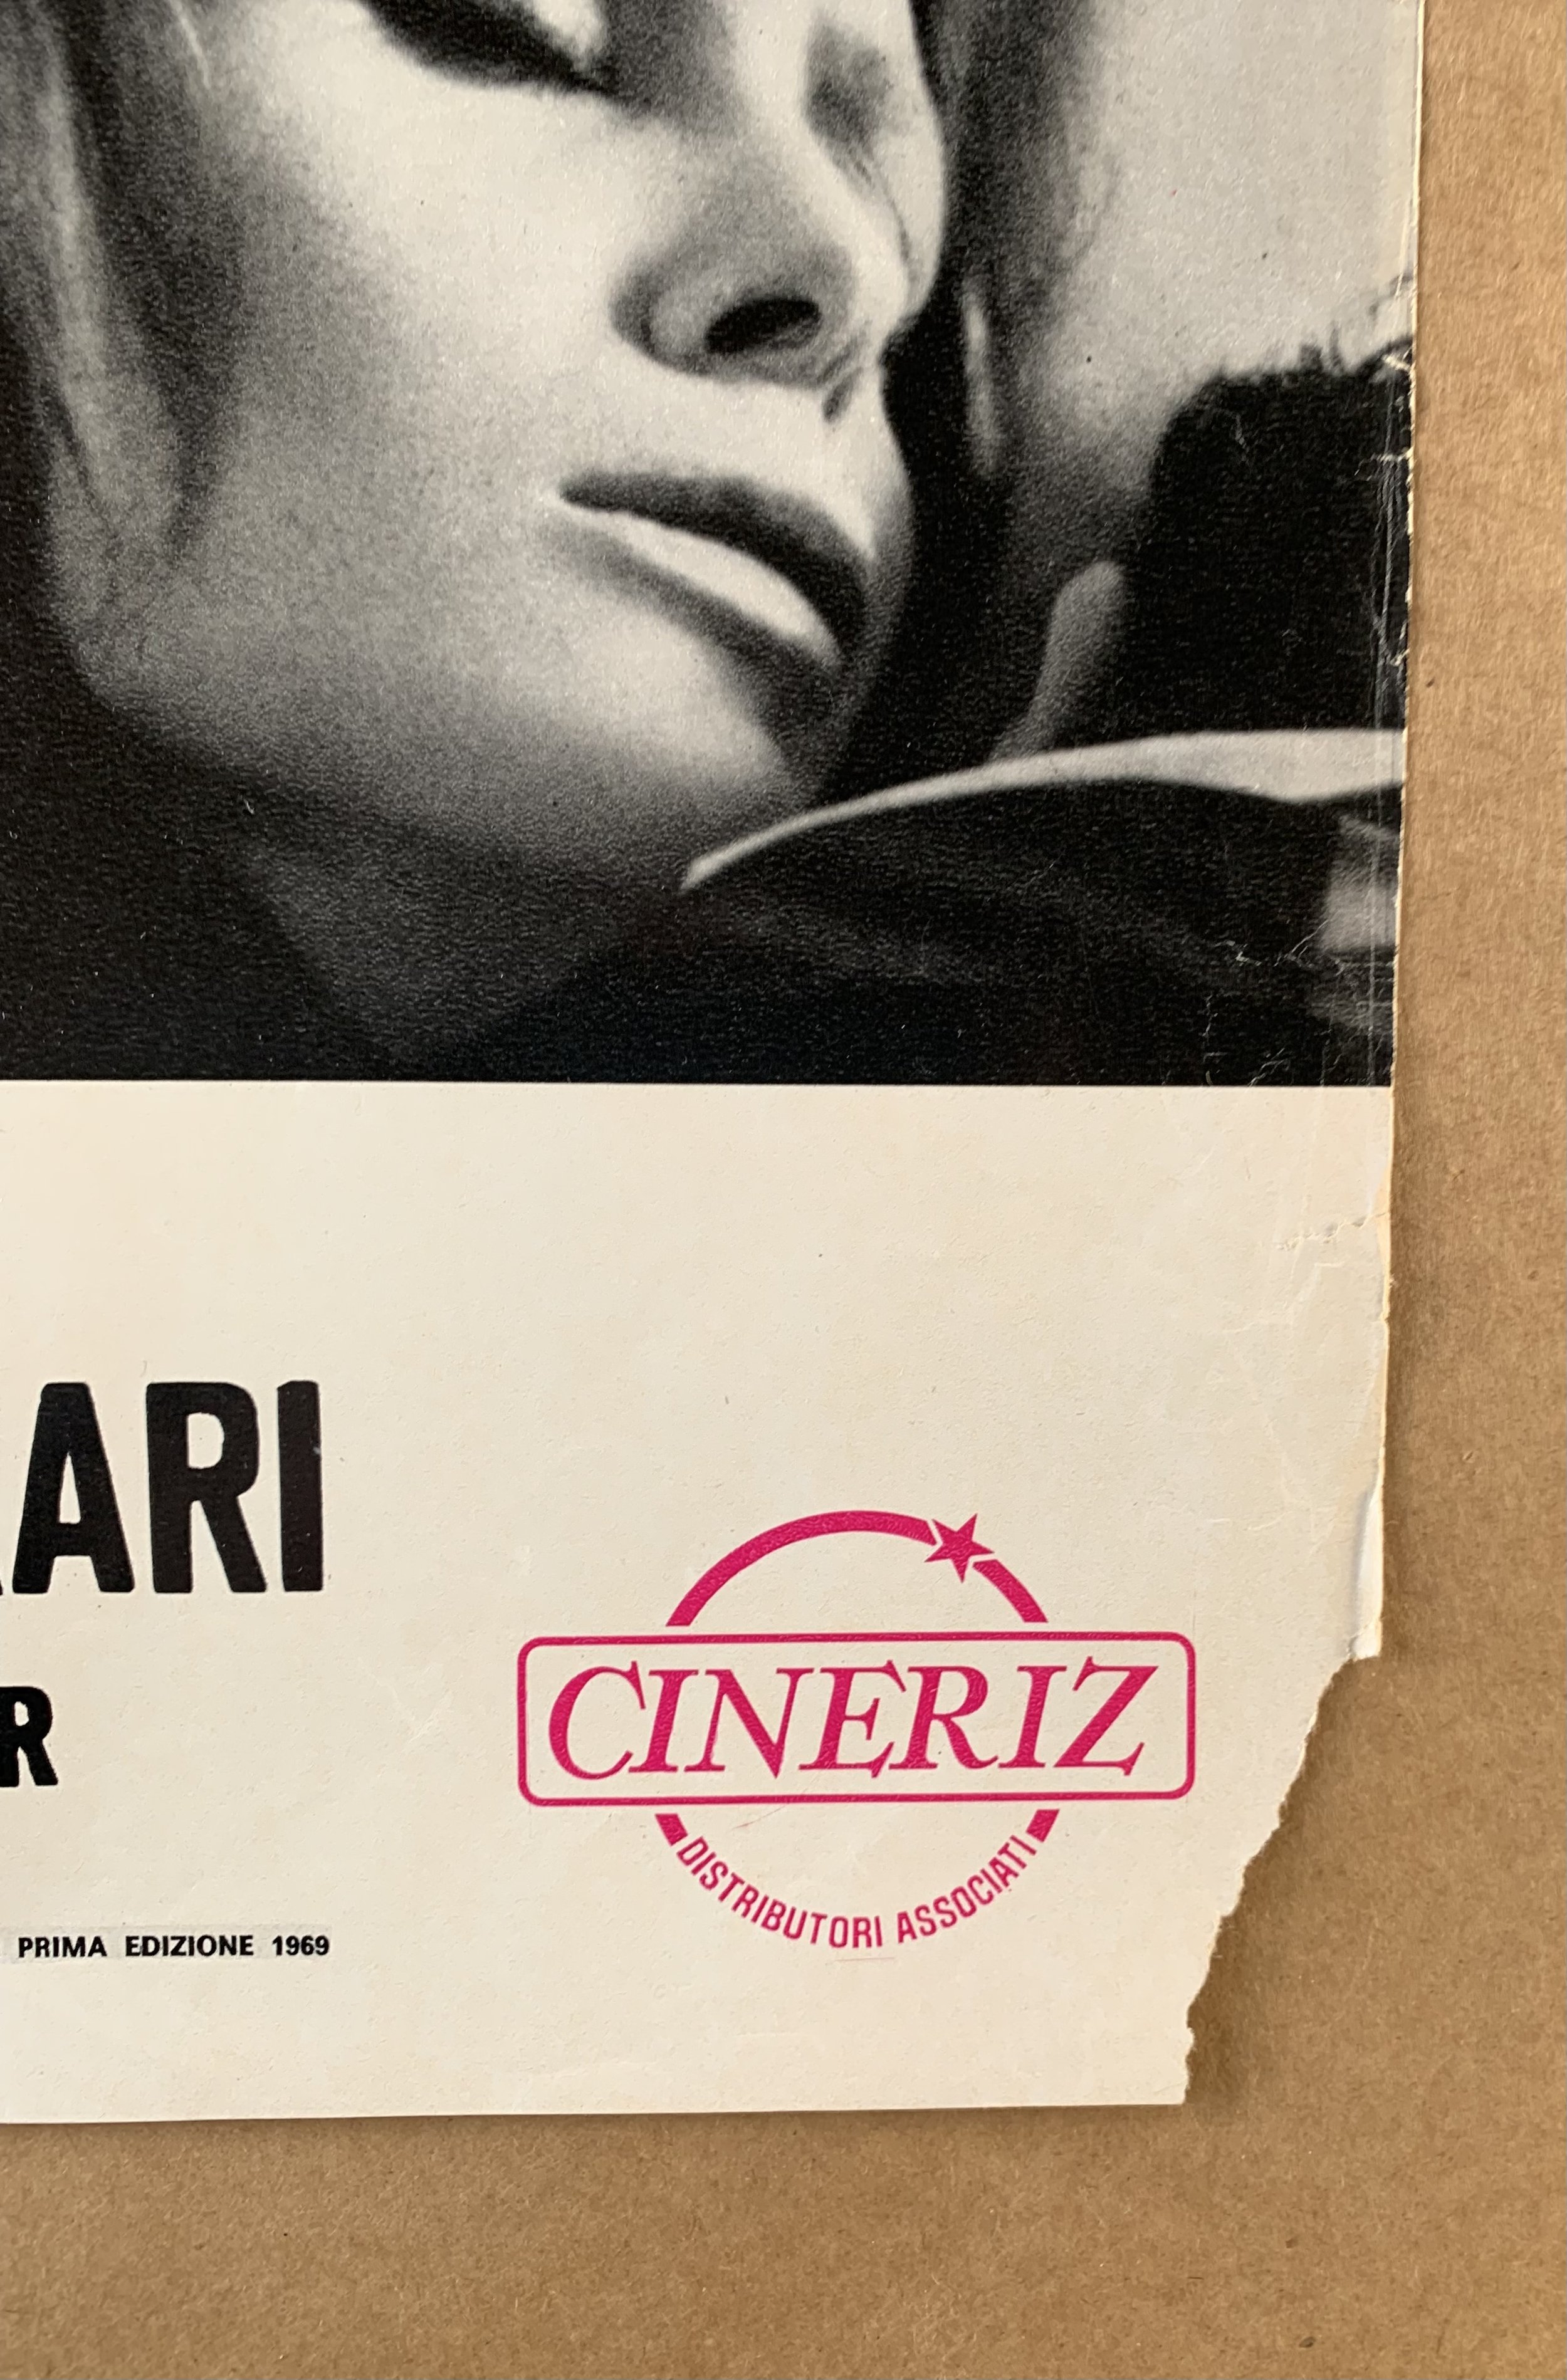 ARI
R
CINERIZ
DISTRIBUTORI ASSOCIATI
PRIMA EDIZIONE 1969